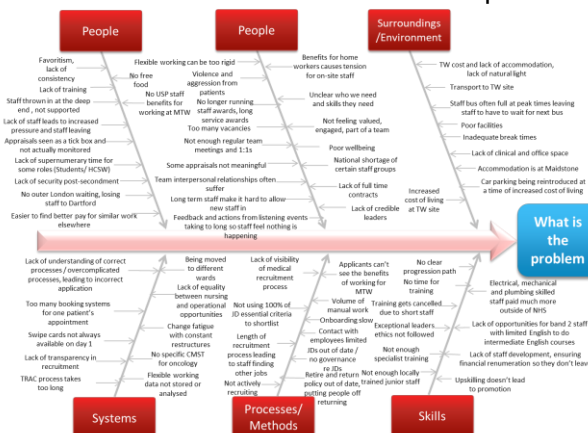 People
People
Surroundings
/Environment
Favoritism,
lack of
consistency
No free
food
Lack of training
Staff thrown in at the deep
end , not supported
No USP staff
benefits for
working at MTW
Lack of staff leads to increased
pressure and staff leaving
Appraisals seen as a tick box and
not actually monitored
Lack of supernumerary time for
some roles (Students/ HCSW)
Lack of security post-secondment
No outer London waiting, losing
staff to Dartford
Easier to find better pay for similar work
elsewhere
Flexible working can be too rigid
Violence and
aggression from
patients
No longer running
staff awards, long
service awards
Too many vacancies
Not enough regular team
meetings and 1:1s
Some appraisals not meaningful
Team interpersonal relationships often
suffer
Long term staff make it hard to allow
new staff in
Feedback and actions from listening events
taking to long so staff feel nothing is
happening
Benefits for home
workers causes tension
for on-site staff
Unclear who we need
and skills they need
Not feeling valued,
engaged, part of a team
Poor wellbeing
National shortage of
certain staff groups
Lack of full time
contracts
Lack of credible
leaders
TW cost and lack of accommodation,
lack of natural light
Transport to TW site
Staff bus often full at peak times leaving
staff to have to wait for next bus
Poor facilities
Inadequate break times
Lack of clinical and office space
Accommodation is at Maidstone
Car parking being reintroduced at
a time of increased cost of living
Increased
cost of living
at TW site
What is
the
problem
Lack of understanding of correct
processes / overcomplicated
processes, leading to incorrect
application
Too many booking systems
for one patient's
appointment
Swipe cards not always
available on day 1
Lack of transparency in
recruitment
TRAC process takes
too long
Being moved
to different
wards
Lack of equality
between nursing
and operational
opportunities
Change fatigue
with constant
restructures
No specific CMST
for oncology
Flexible working
data not stored or
analysed
Lack of visibility
of medical
recruitment
process
Not using 100% of
JD essential criteria
to shortlist
Length of
recruitment
process leading
to staff finding
other jobs
Not actively
recruiting
Applicants can't
see the benefits
of working for
MTW
Volume of
manual work
Onboarding slow
Contact with
employees limited
JDs out of date /
no governance
re JDs
Retire and return
policy out of date,
putting people off
returning
No clear
progression path
No time for
training
Training gets cancelled
due to short staff
Exceptional leaders
ethics not followed
Not enough
specialist training
Not enough locally
trained junior staff
Electrical, mechanical
and plumbing skilled
staff paid much more
outside of NHS
Lack of opportunities for band 2 staff
with limited English to do
intermediate English courses
Lack of staff development, ensuring
financial renumeration so they don't leave
Upskilling doesn't lead
to promotion
Systems
Processes/
Methods
Skills